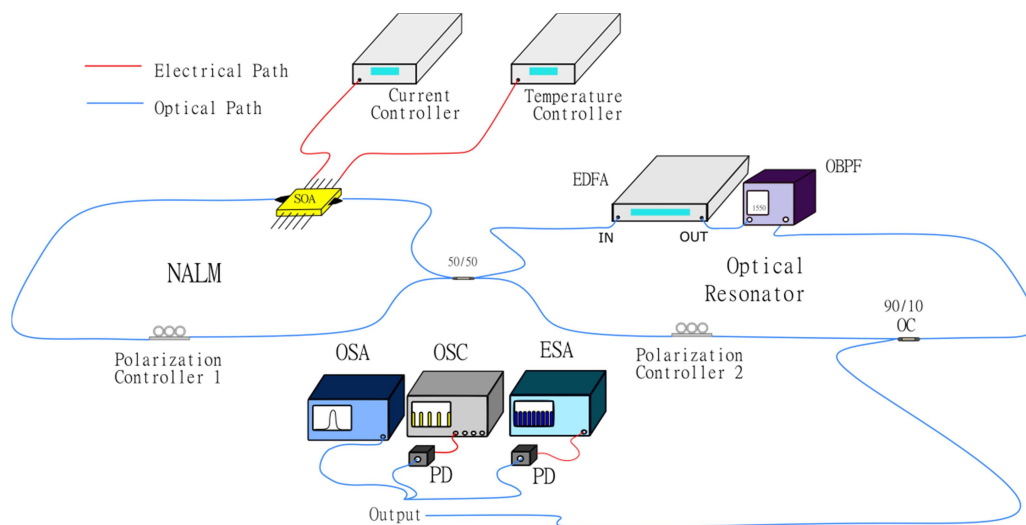 Electrical Path
Optical Path
Current
Controller
Temperature
Controller
SOA
EDFA
OBPF
1550
IN
OUT
NALM
50/50
Optical
Resonator
90/10
OC
Polarization
Controller 1
Polarization
Controller 2
OSA
OSC
ESA
PD
PD
Output